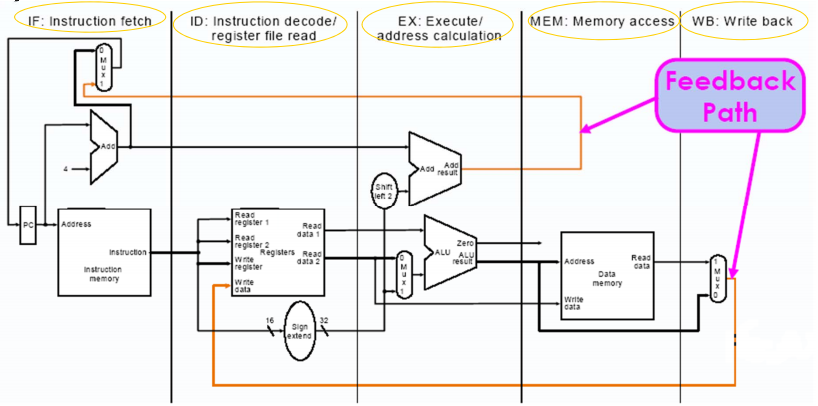 IF: Instruction fetch
ID: Instruction decode/
register file read
EX: Execute/
address calculation
MEM: Memory access
WB: Write back
Feedback
Path
0
M
u
x
1
Add
4
PC
Address
Instruction
Instruction
memory
Read
register 1
Read
register 2
Write
register
Write
data
Registers
Read
data 1
Read
data 2
16
Sign
extend
32
Shift
left 2
Add
Add
result
0
M
u
x
1
ALU
Zero
ALU
result
Address
Write
data
Data
memory
Read
data
1
M
u
x
0